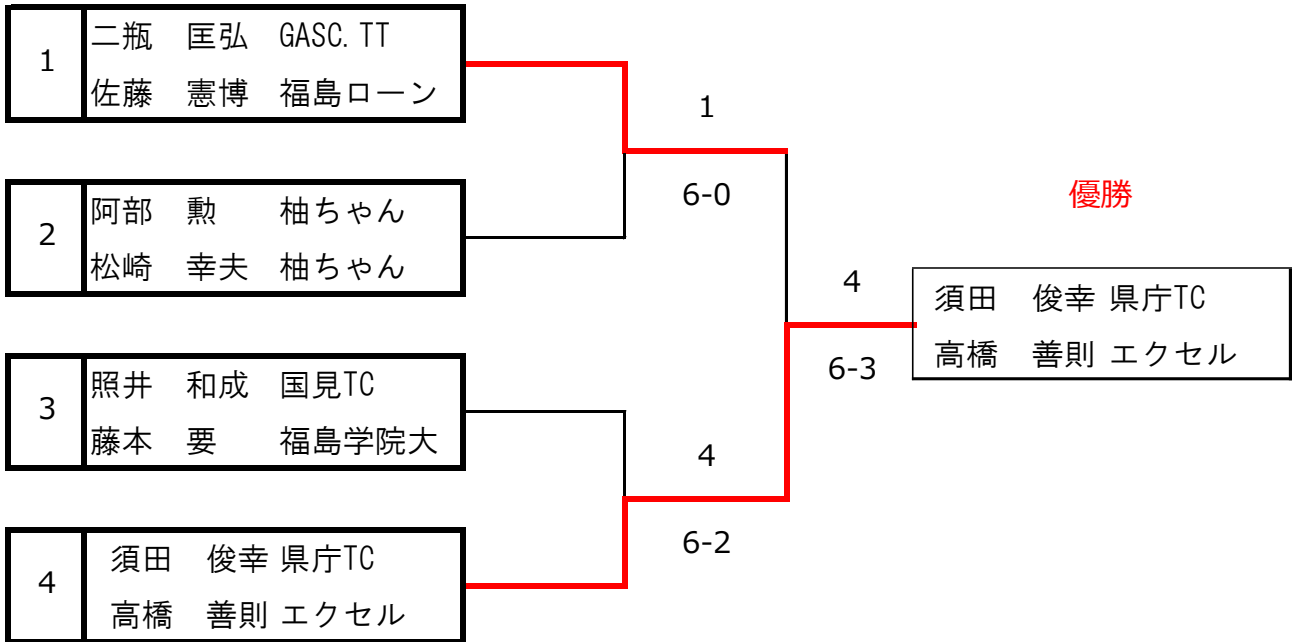 1
二瓶 匡弘 GASC.TT
佐藤 憲博 福島ローン
1
6-0
2
阿部 勲 柚ちゃん
松崎 幸夫 柚ちゃん
優勝
4
6-3
須田 俊幸 県庁TC
高橋 善則 エクセル
3
照井 和成 国見TC
藤本 要 福島学院大
4
6-2
4
須田 俊幸 県庁TC
高橋 善則 エクセル